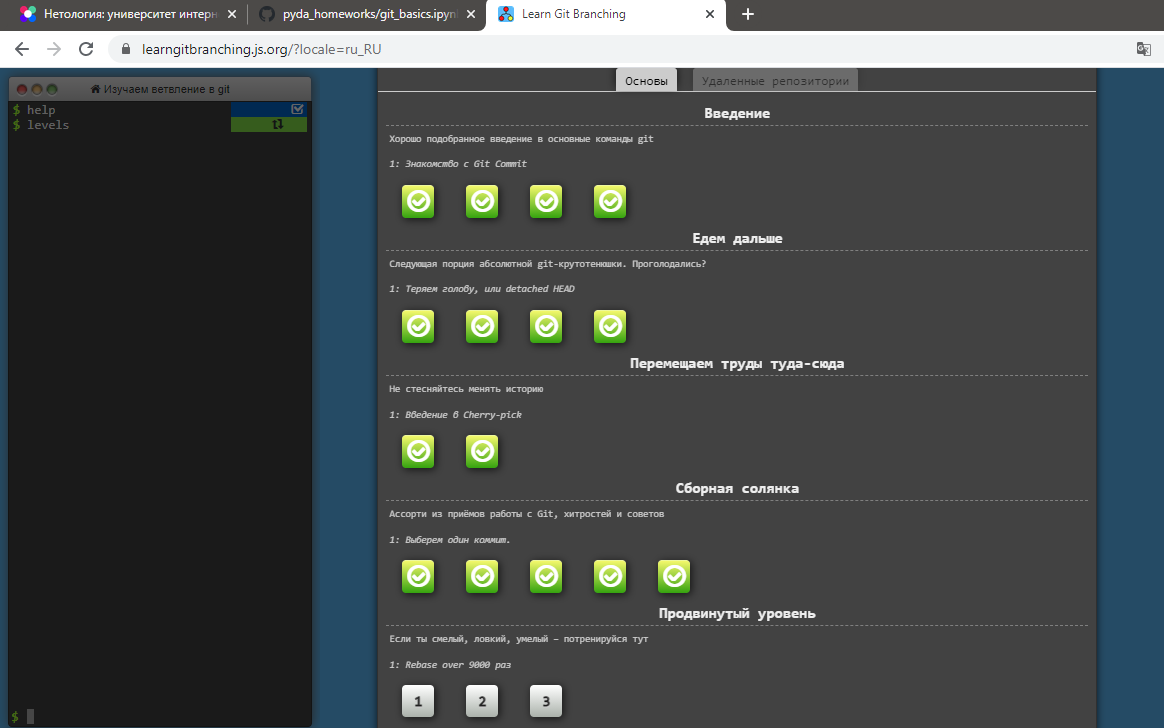 Нетология: университет интерн
pyda_homeworks/git_basics.ipyn
Learn Git Branching
learngitbranching.js.org/?locale=ru_RU
Изучаем ветвление в git
$ help
$ levels
$
Основы
Удаленные репозитории
Введение
Хорошо подобранное введение в основные команды git
1: Знакомство с Git Commit
Едем дальше
Следующая порция абсолютной git-крутотенюшки. Проголодались?
1: Теряем голову, или detached HEAD
Перемещаем труды туда-сюда
Не стесняйтесь менять историю
1: Введение в Cherry-pick
Сборная солянка
Ассорти из приёмов работы с Git, хитростей и советов
1: Выберем один коммит.
Продвинутый уровень
Если ты смелый, ловкий, умелый – потренируйся тут
1: Rebase over 9000 раз
1 2 3